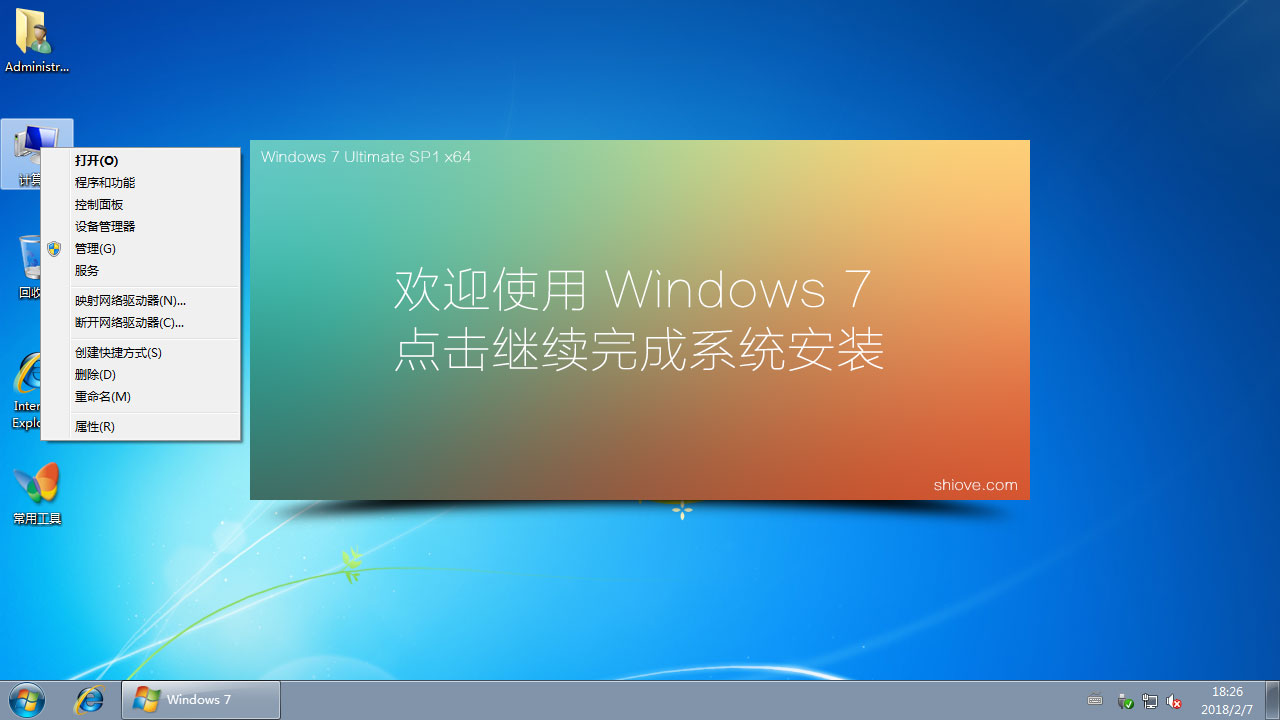 Administr...
计算
回收
Inter
Explo
常用工具
打开(O)
程序和功能
控制面板
设备管理器
管理(G)
服务
映射网络驱动器(N)...
断开网络驱动器(C)...
创建快捷方式(S)
删除(D)
重命名(M)
属性(R)
Windows 7 Ultimate SP1 x64
欢迎使用 Windows 7
点击继续完成系统安装
shiove.com
Windows 7
18:26
2018/2/7